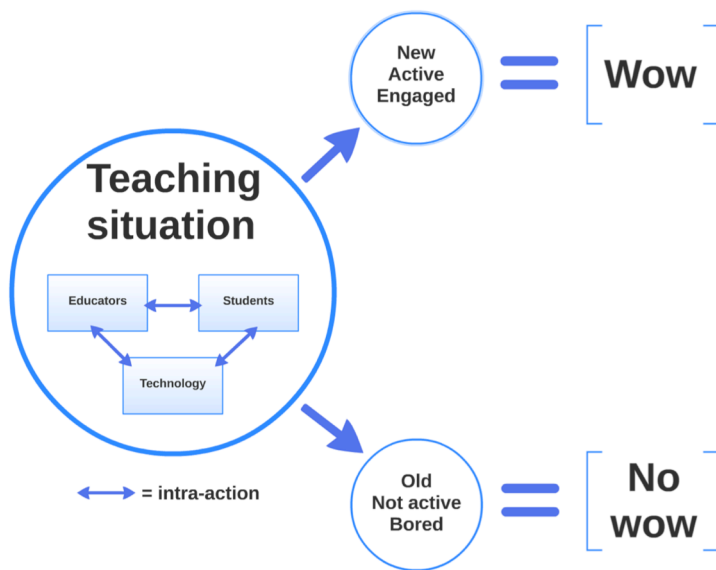 New
Active
Engaged
Wow
Teaching
situation
Educators
Students
Technology
= intra-action
Old
Not active
Bored
No
wow